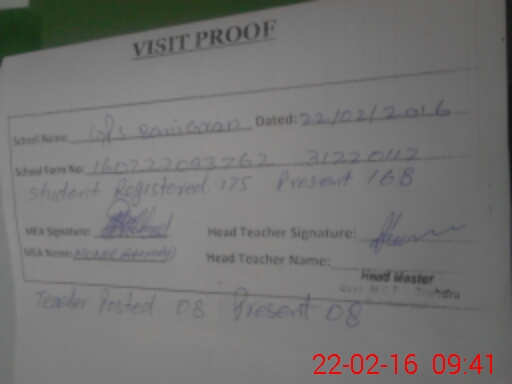 VISIT PROOF
School Name: Dated: 22/02/2016
School Form No: 160222093262 31220112
Student Registered 175 Present 168
MEA Signature: Head Teacher Signature:
MEA Name: Head Teacher Name:
Head Master
Teacher Posted 08 Present 08
22-02-16 09:41